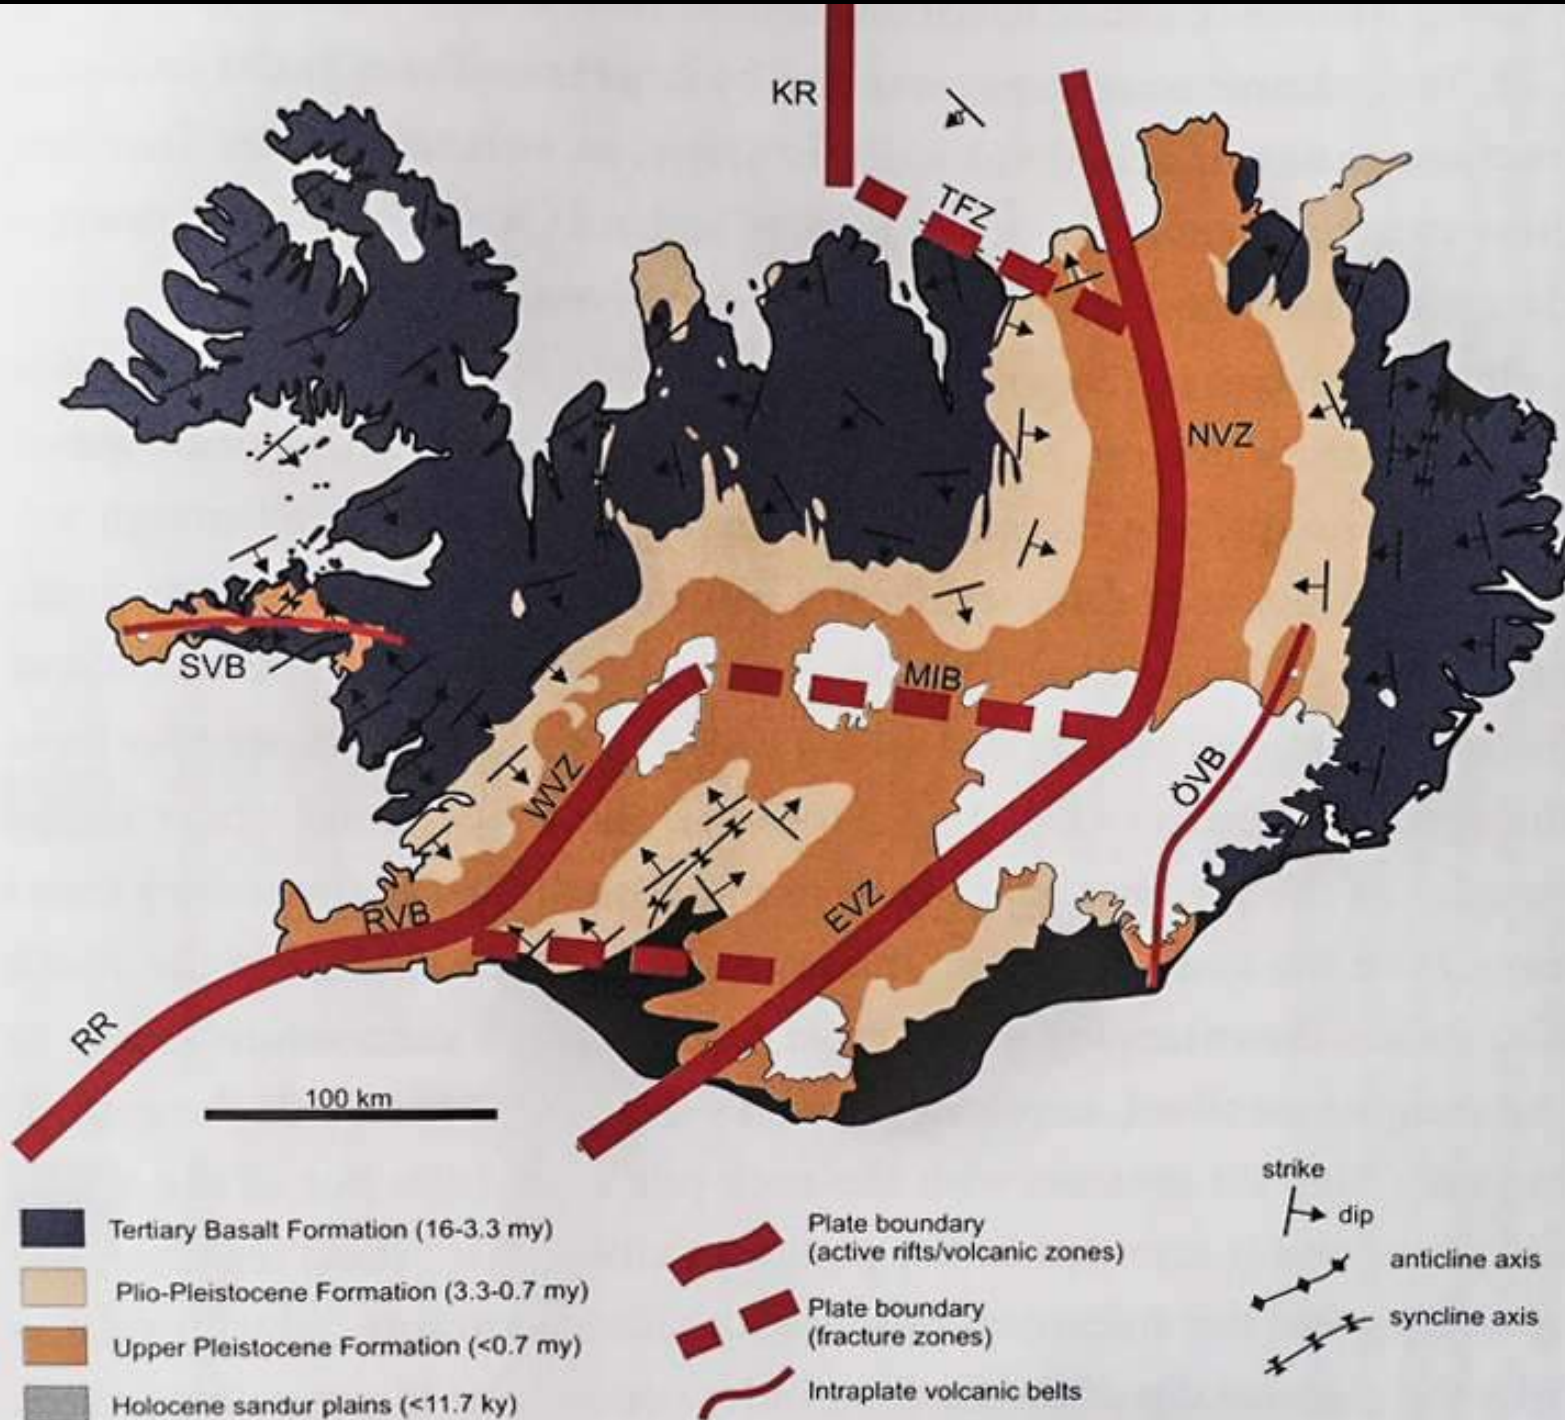 KR
TFZ
NVZ
SVB
MIB
WVZ
ÖVB
EVZ
RVB
RR
100 km
Tertiary Basalt Formation (16-3.3 my)
Plio-Pleistocene Formation (3.3-0.7 my)
Upper Pleistocene Formation (<0.7 my)
Holocene sandur plains (<11.7 ky)
Plate boundary
(active rifts/volcanic zones)
Plate boundary
(fracture zones)
Intraplate volcanic belts
strike
dip
anticline axis
syncline axis